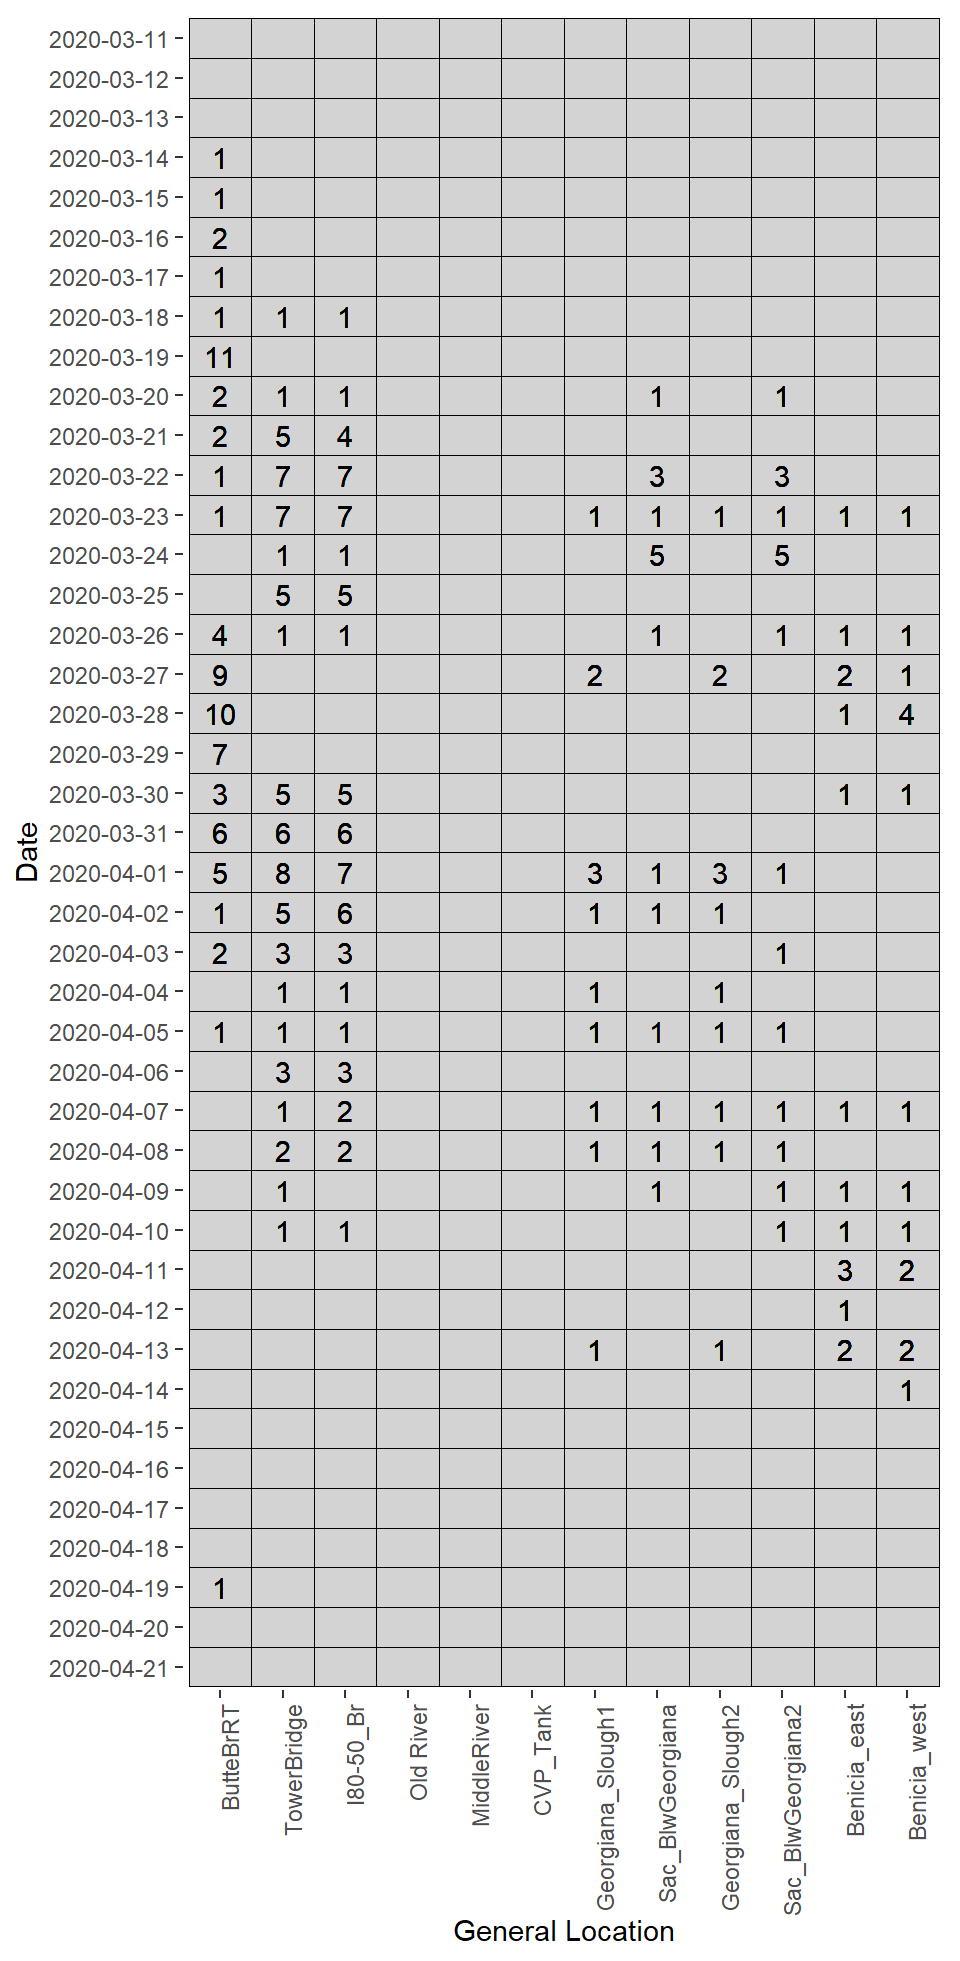 2020-03-11
2020-03-12
2020-03-13
2020-03-14 1
2020-03-15 1
2020-03-16 2
2020-03-17 1
2020-03-18 1 1 1
2020-03-19 11
2020-03-20 2 1 1 1 1
2020-03-21 2 5 4
2020-03-22 1 7 7 3 3
2020-03-23 1 7 7 1 1 1 1 1 1
2020-03-24 1 1 5 5
2020-03-25 5 5
2020-03-26 4 1 1 1 1 1 1
2020-03-27 9 2 2 2 1
2020-03-28 10 1 4
2020-03-29 7
2020-03-30 3 5 5 1 1
2020-03-31 6 6 6
2020-04-01 5 8 7 3 1 3 1
2020-04-02 1 5 6 1 1 1
2020-04-03 2 3 3 1
2020-04-04 1 1 1 1
2020-04-05 1 1 1 1 1 1 1
2020-04-06 3 3
2020-04-07 1 2 1 1 1 1 1 1
2020-04-08 2 2 1 1 1 1
2020-04-09 1 1 1 1 1
2020-04-10 1 1 1 1 1
2020-04-11 3 2
2020-04-12 1
2020-04-13 1 1 2 2
2020-04-14 1
2020-04-15
2020-04-16
2020-04-17
2020-04-18
2020-04-19 1
2020-04-20
2020-04-21
Date
ButteBrRT
TowerBridge
I80-50_Br
Old River
MiddleRiver
CVP_Tank
Georgiana_Slough1
Sac_BlwGeorgiana
Georgiana_Slough2
Sac_BlwGeorgiana2
Benicia_east
Benicia_west
General Location